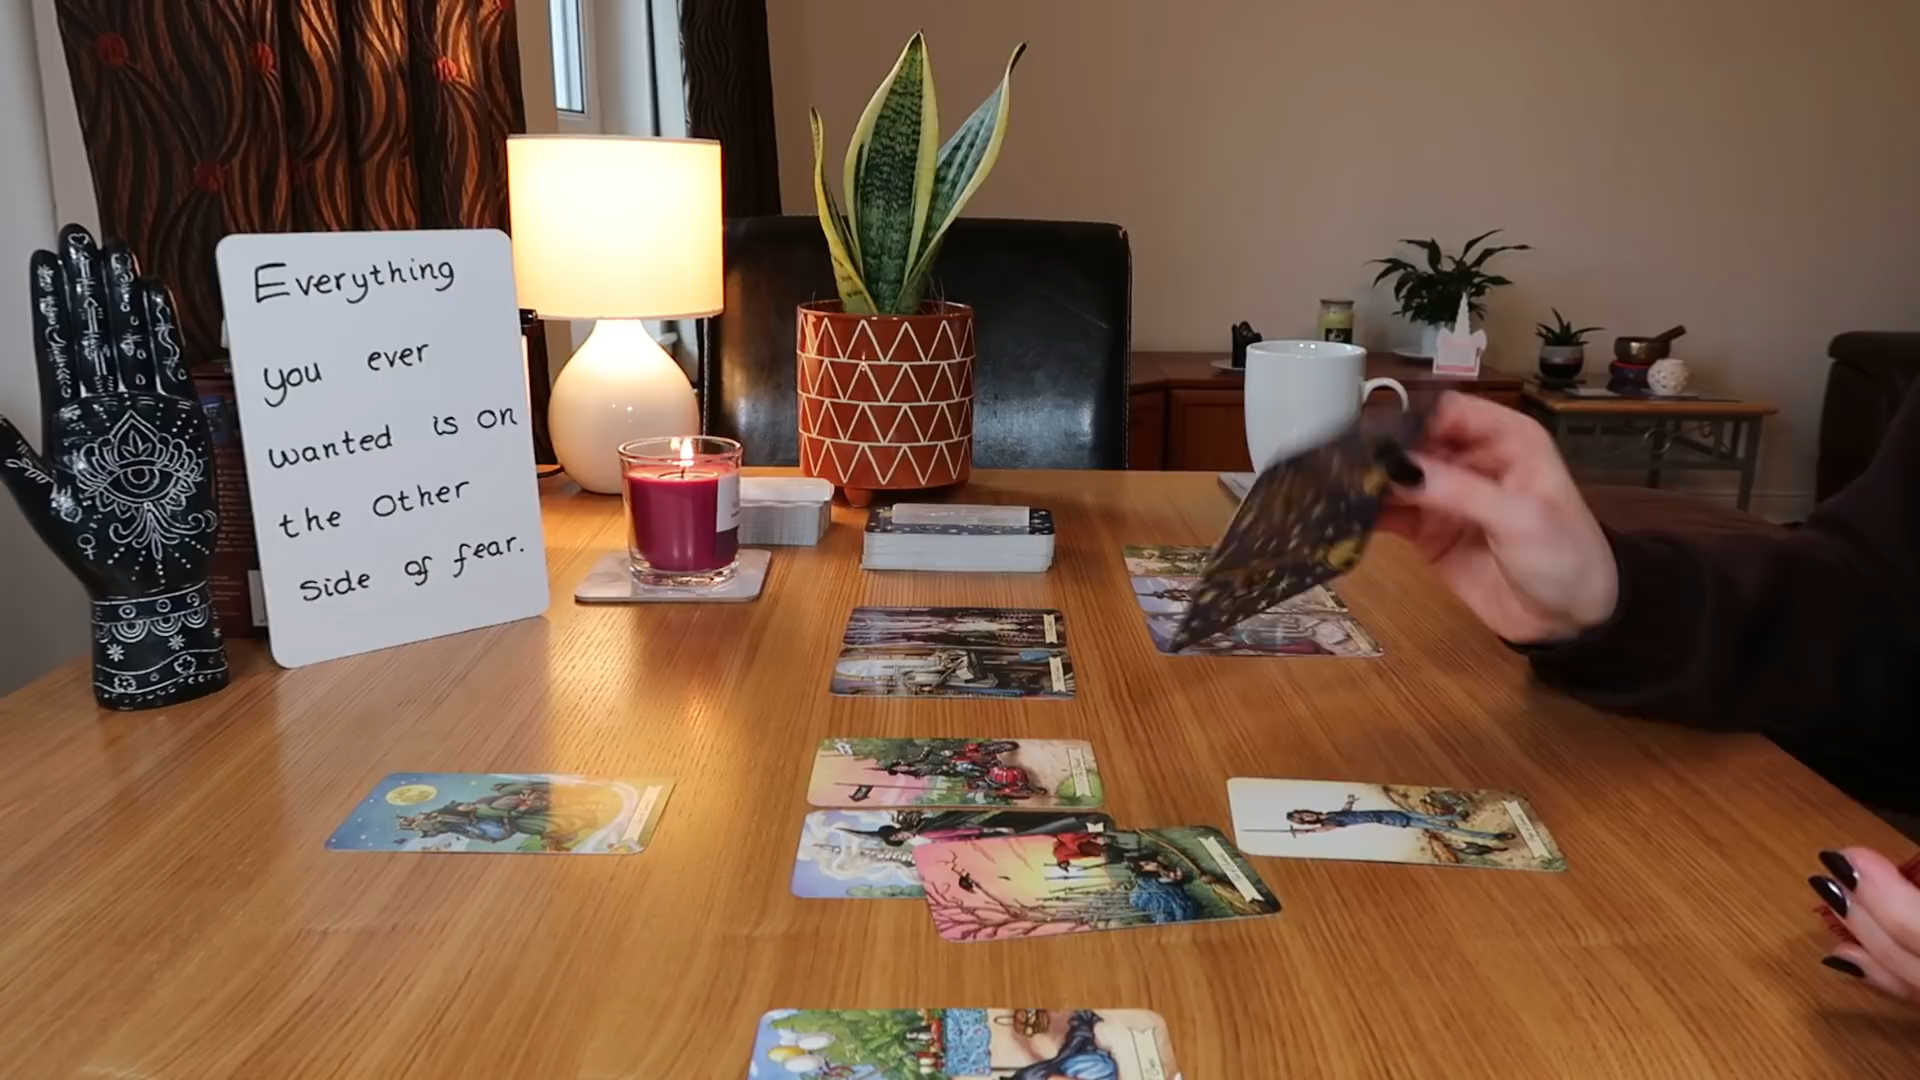 Everything
you ever
wanted is on
the other
side of fear.